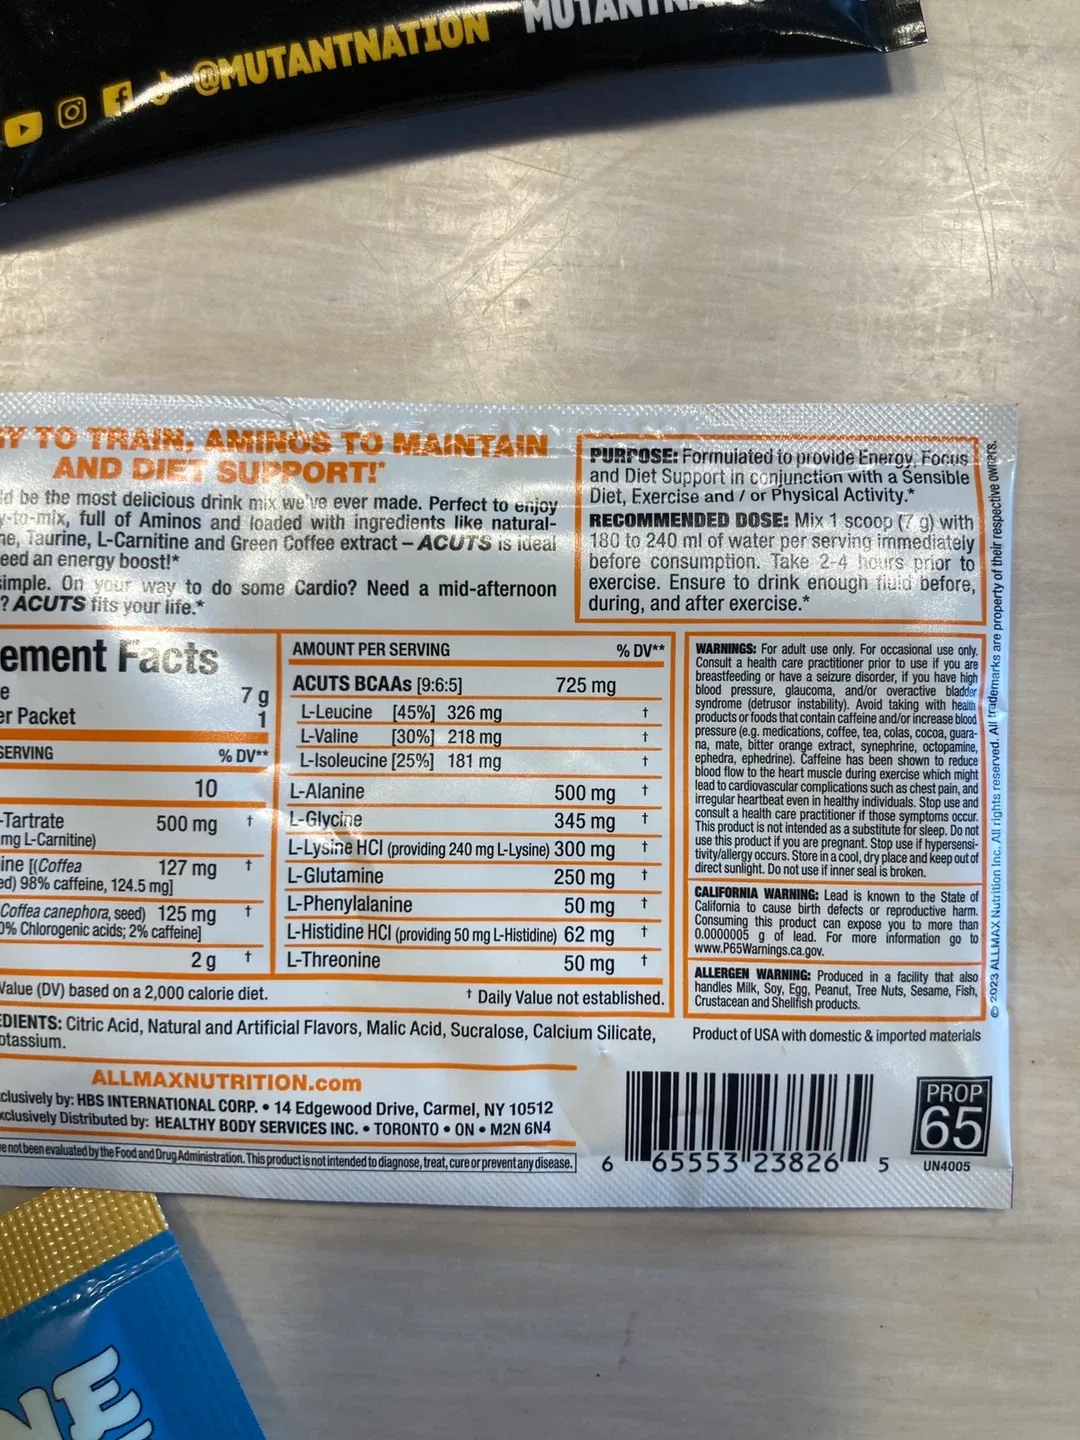 @MUTANTNATION
Y TO TRAIN, AMINOS TO MAINTAIN
AND DIET SUPPORT!*
d be the most delicious drink mix we've ever made. Perfect to enjoy
y-to-mix, full of Aminos and loaded with ingredients like natural-
ne, Taurine, L-Carnitine and Green Coffee extract – ACUTS is ideal
eed an energy boost!*
simple. On your way to do some Cardio? Need a mid-afternoon
? ACUTS fits your life.*
PURPOSE: Formulated to provide Energy, Focus
and Diet Support in conjunction with a Sensible
Diet, Exercise and / or Physical Activity.*
RECOMMENDED DOSE: Mix 1 scoop (7 g) with
180 to 240 ml of water per serving immediately
before consumption. Take 2-4 hours prior to
exercise. Ensure to drink enough fluid before,
during, and after exercise.*
ement Facts
e 7 g
er Packet 1
SERVING % DV**
10
-Tartrate 500 mg †
mg L-Carnitine)
ine [(Coffea 127 mg †
ed) 98% caffeine, 124.5 mg]
Coffea canephora, seed) 125 mg †
0% Chlorogenic acids; 2% caffeine]
2 g †
AMOUNT PER SERVING % DV**
ACUTS BCAAs [9:6:5] 725 mg
L-Leucine [45%] 326 mg †
L-Valine [30%] 218 mg †
L-Isoleucine [25%] 181 mg †
L-Alanine 500 mg †
L-Glycine 345 mg †
L-Lysine HCl (providing 240 mg L-Lysine) 300 mg †
L-Glutamine 250 mg †
L-Phenylalanine 50 mg †
L-Histidine HCl (providing 50 mg L-Histidine) 62 mg †
L-Threonine 50 mg †
Value (DV) based on a 2,000 calorie diet. † Daily Value not established.
EDIENTS: Citric Acid, Natural and Artificial Flavors, Malic Acid, Sucralose, Calcium Silicate,
otassium.
WARNINGS: For adult use only. For occasional use only.
Consult a health care practitioner prior to use if you are
breastfeeding or have a seizure disorder, if you have high
blood pressure, glaucoma, and/or overactive bladder
syndrome (detrusor instability). Avoid taking with health
products or foods that contain caffeine and/or increase blood
pressure (e.g. medications, coffee, tea, colas, cocoa, guara-
na, mate, bitter orange extract, synephrine, octopamine,
ephedra, ephedrine). Caffeine has been shown to reduce
blood flow to the heart muscle during exercise which might
lead to cardiovascular complications such as chest pain, and
irregular heartbeat even in healthy individuals. Stop use and
consult a health care practitioner if those symptoms occur.
This product is not intended as a substitute for sleep. Do not
use this product if you are pregnant. Stop use if hypersensi-
tivity/allergy occurs. Store in a cool, dry place and keep out of
direct sunlight. Do not use if inner seal is broken.
CALIFORNIA WARNING: Lead is known to the State of
California to cause birth defects or reproductive harm.
Consuming this product can expose you to more than
0.0000005 g of lead. For more information go to
www.P65Warnings.ca.gov.
ALLERGEN WARNING: Produced in a facility that also
handles Milk, Soy, Egg, Peanut, Tree Nuts, Sesame, Fish,
Crustacean and Shellfish products.
Product of USA with domestic & imported materials
© 2023 ALLMAX Nutrition Inc. All rights reserved. All trademarks are property of their respective owners.
ALLMAXNUTRITION.com
clusively by: HBS INTERNATIONAL CORP. • 14 Edgewood Drive, Carmel, NY 10512
xclusively Distributed by: HEALTHY BODY SERVICES INC. • TORONTO • ON • M2N 6N4
e not been evaluated by the Food and Drug Administration. This product is not intended to diagnose, treat, cure or prevent any disease.
6 65553 23826 5
PROP
65
UN4005
NE